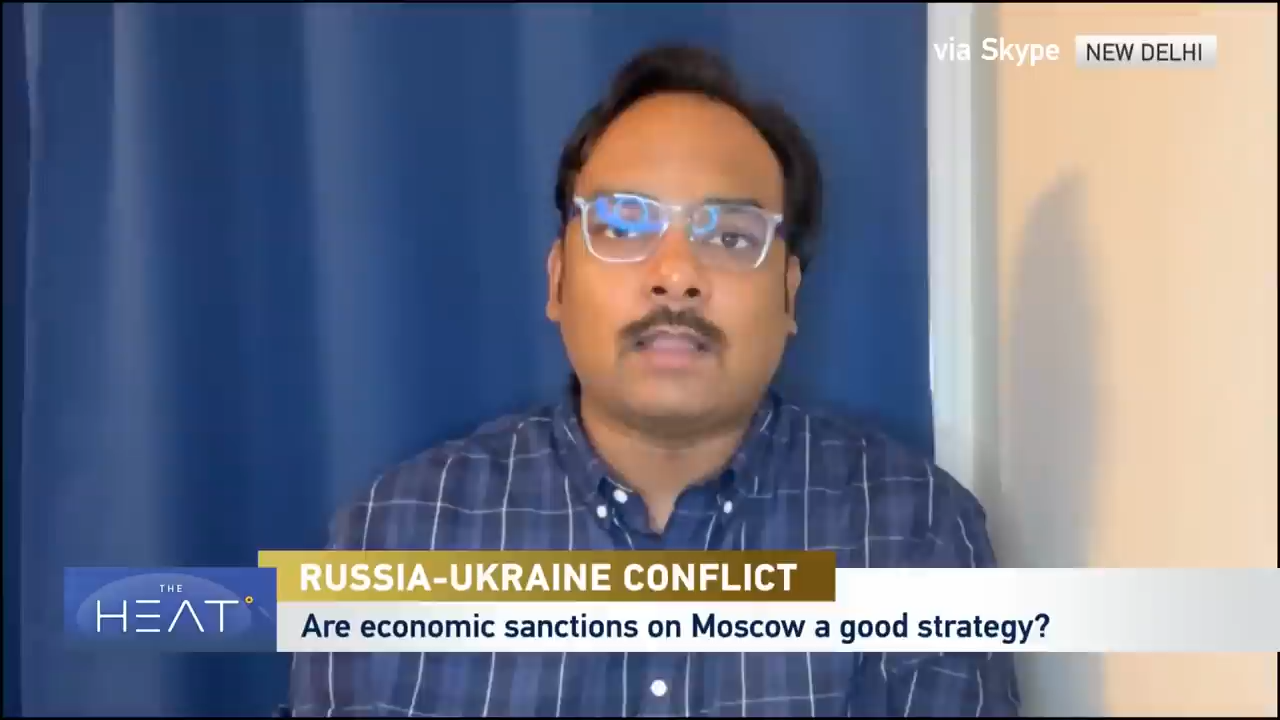 via Skype NEW DELHI
RUSSIA-UKRAINE CONFLICT
THE
HEAT
Are economic sanctions on Moscow a good strategy?